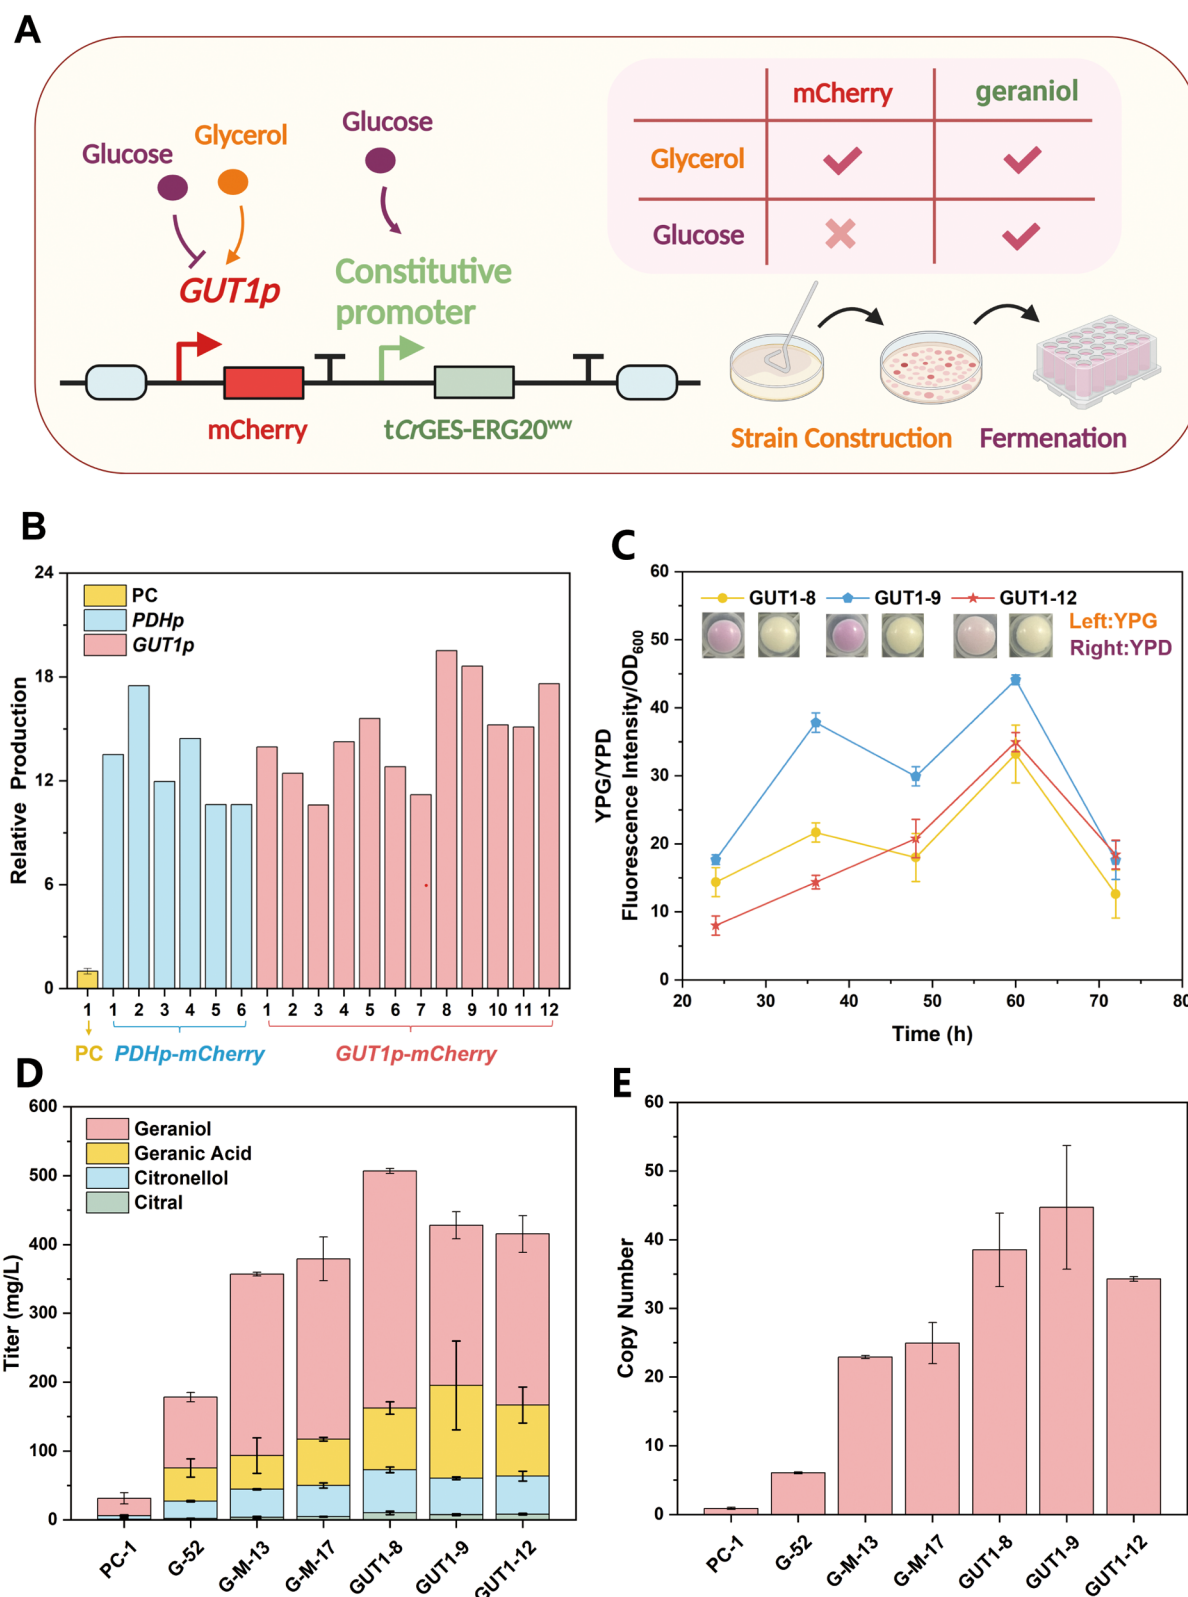 A
mCherry geraniol
Glycerol
Glucose
Glucose
Glycerol
Glucose
GUT1p
Constitutive
promoter
mCherry
tCrGES-ERG20ww
Strain Construction
Fermenation
B
24
18
12
6
0
Relative Production
PC
PDHp
GUT1p
1 1 2 3 4 5 6 1 2 3 4 5 6 7 8 9 10 11 12
PC PDHp-mCherry GUT1p-mCherry
C
60
50
40
30
20
10
0
YPG/YPD
Fluorescence Intensity/OD600
GUT1-8 GUT1-9 GUT1-12
Left:YPG
Right:YPD
20 30 40 50 60 70 80
Time (h)
D
600
500
400
300
200
100
0
Titer (mg/L)
Geraniol
Geranic Acid
Citronellol
Citral
PC-1 G-52 G-M-13 G-M-17 GUT1-8 GUT1-9 GUT1-12
E
60
50
40
30
20
10
0
Copy Number
PC-1 G-52 G-M-13 G-M-17 GUT1-8 GUT1-9 GUT1-12